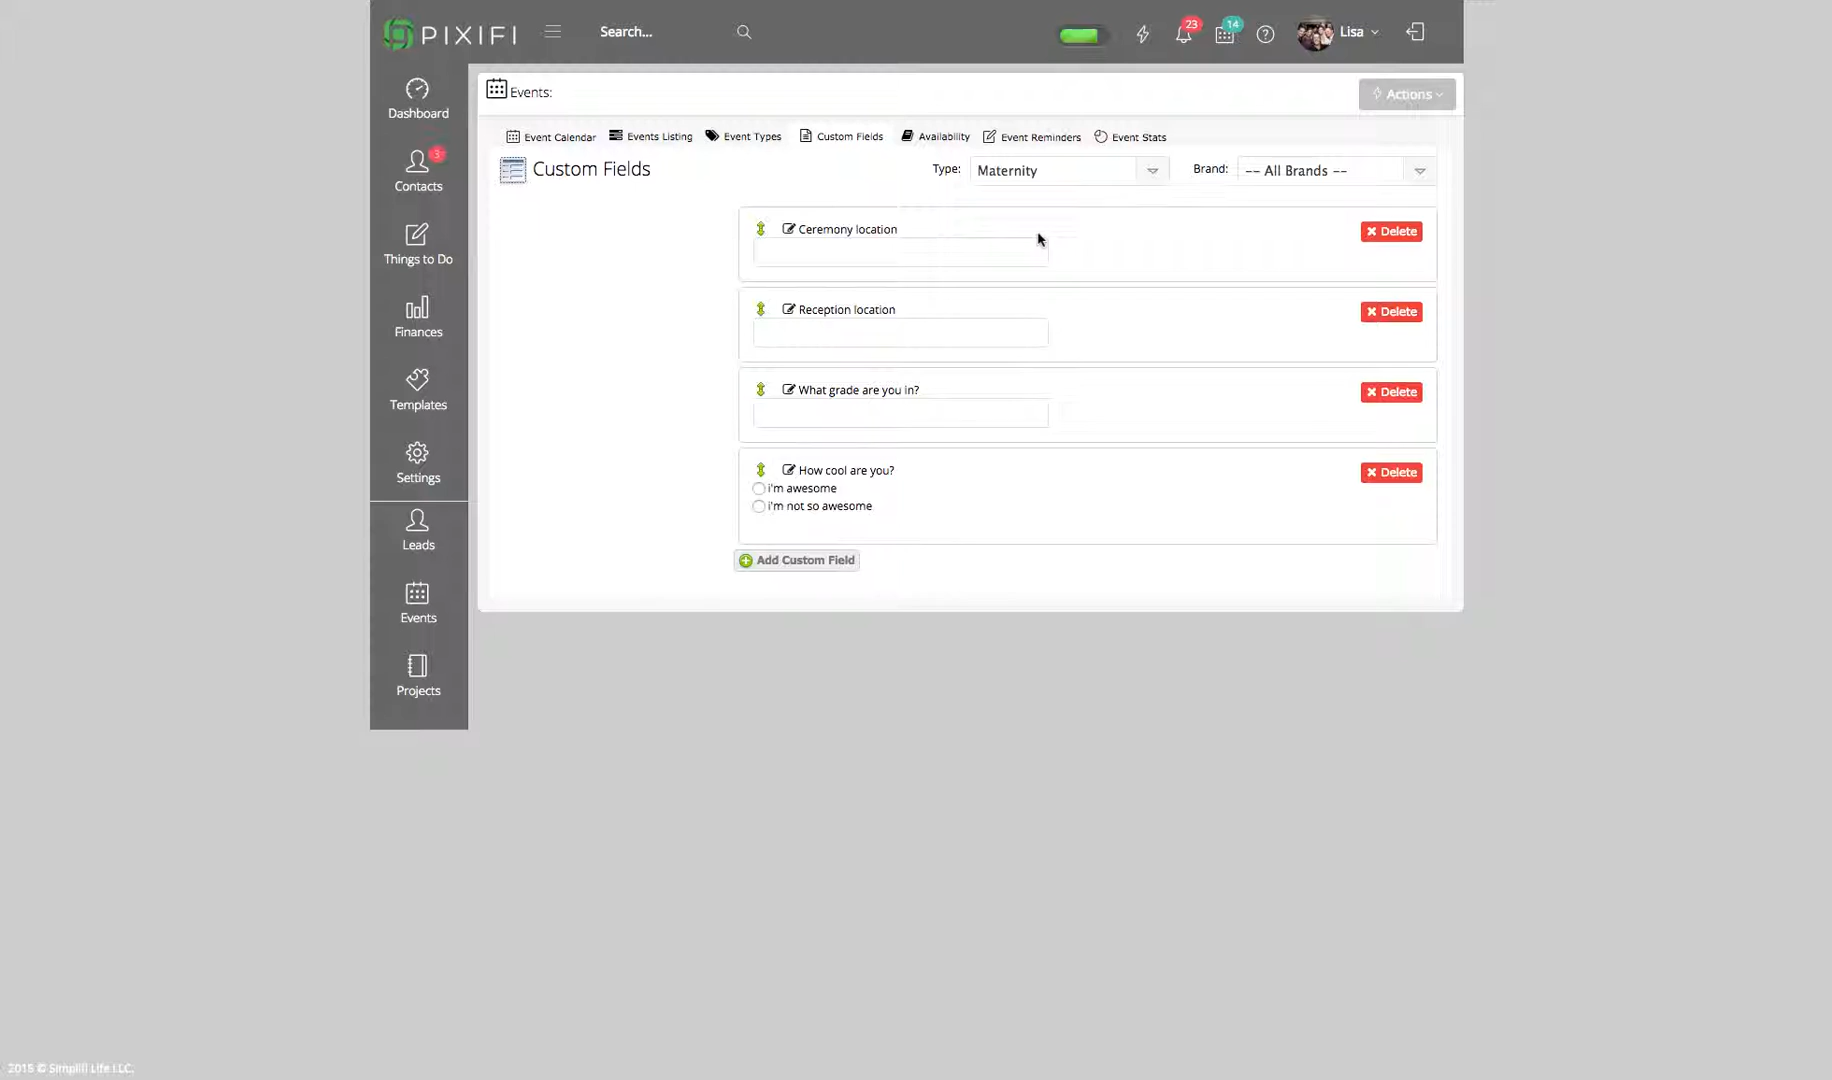 PIXIFI
Search...
23
14
Lisa
Events:
Actions
Dashboard
Event Calendar
Events Listing
Event Types
Custom Fields
Availability
Event Reminders
Event Stats
Custom Fields
Type:
Maternity
Brand:
-- All Brands --
3
Contacts
Ceremony location
Delete
Things to Do
Reception location
Delete
Finances
What grade are you in?
Delete
Templates
How cool are you?
Delete
Settings
i'm awesome
i'm not so awesome
Leads
Add Custom Field
Events
Projects
2015 © Simplifi Life LLC.